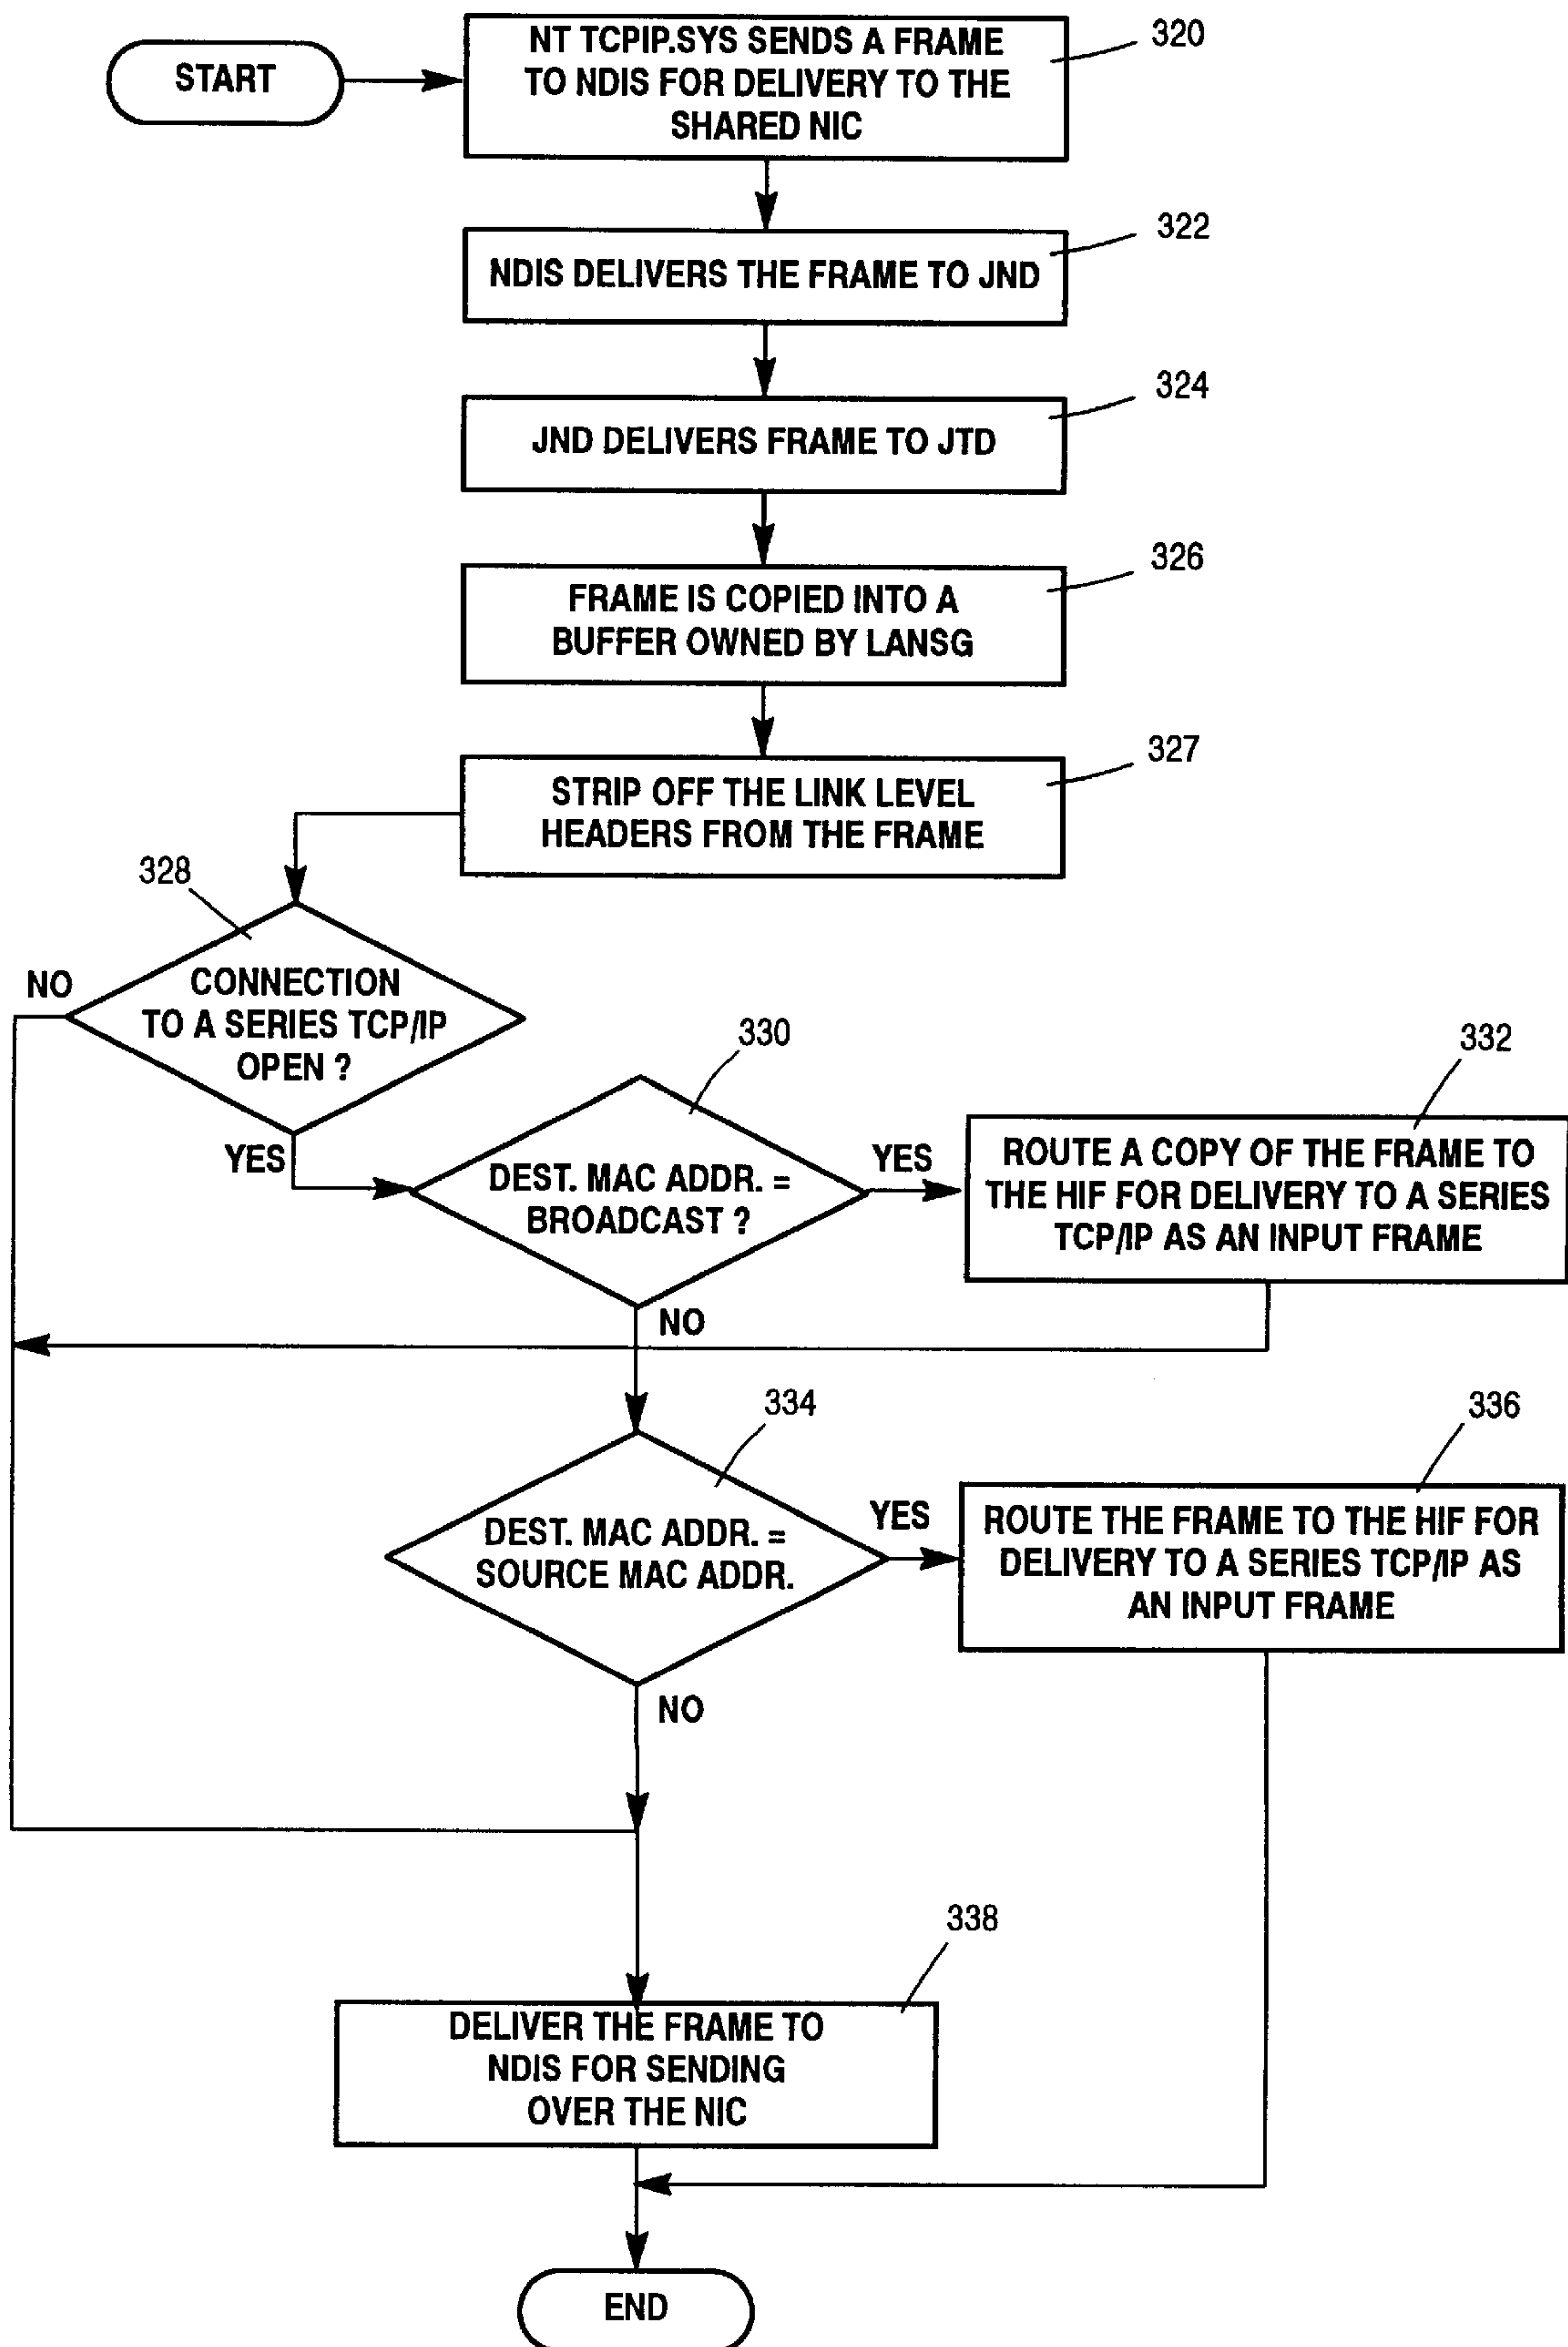 START
NT TCPIP.SYS SENDS A FRAME
TO NDIS FOR DELIVERY TO THE
SHARED NIC
320
NDIS DELIVERS THE FRAME TO JND
322
JND DELIVERS FRAME TO JTD
324
FRAME IS COPIED INTO A
BUFFER OWNED BY LANSG
326
STRIP OFF THE LINK LEVEL
HEADERS FROM THE FRAME
327
328
CONNECTION
TO A SERIES TCP/IP
OPEN ?
NO
YES
330
DEST. MAC ADDR. =
BROADCAST ?
YES
NO
332
ROUTE A COPY OF THE FRAME TO
THE HIF FOR DELIVERY TO A SERIES
TCP/IP AS AN INPUT FRAME
334
DEST. MAC ADDR. =
SOURCE MAC ADDR.
YES
NO
336
ROUTE THE FRAME TO THE HIF FOR
DELIVERY TO A SERIES TCP/IP AS
AN INPUT FRAME
338
DELIVER THE FRAME TO
NDIS FOR SENDING
OVER THE NIC
END